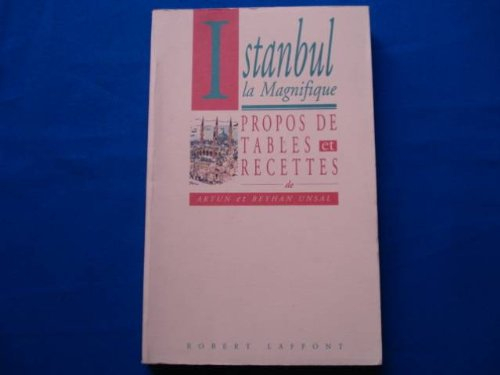 Istanbul
la Magnifique
PROPOS DE
TABLES et
RECETTES
de
ARTUN et BEYHAN UNSAL
ROBERT LAFFONT